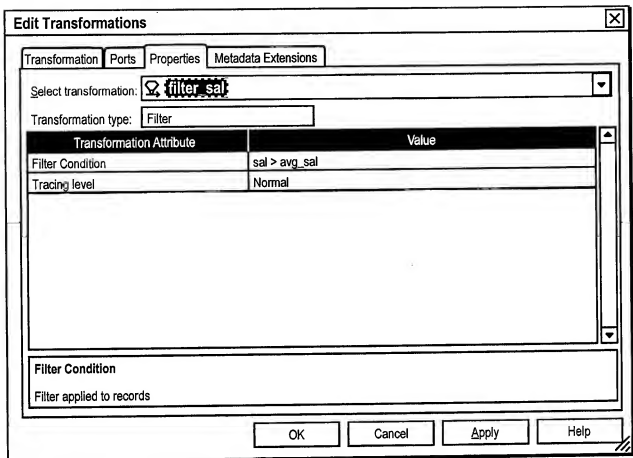 Edit Transformations
Transformation Ports Properties Metadata Extensions
Select transformation: filter_sal
Transformation type: Filter
Transformation Attribute Value
Filter Condition sal > avg_sal
Tracing level Normal
Filter Condition
Filter applied to records
OK Cancel Apply Help